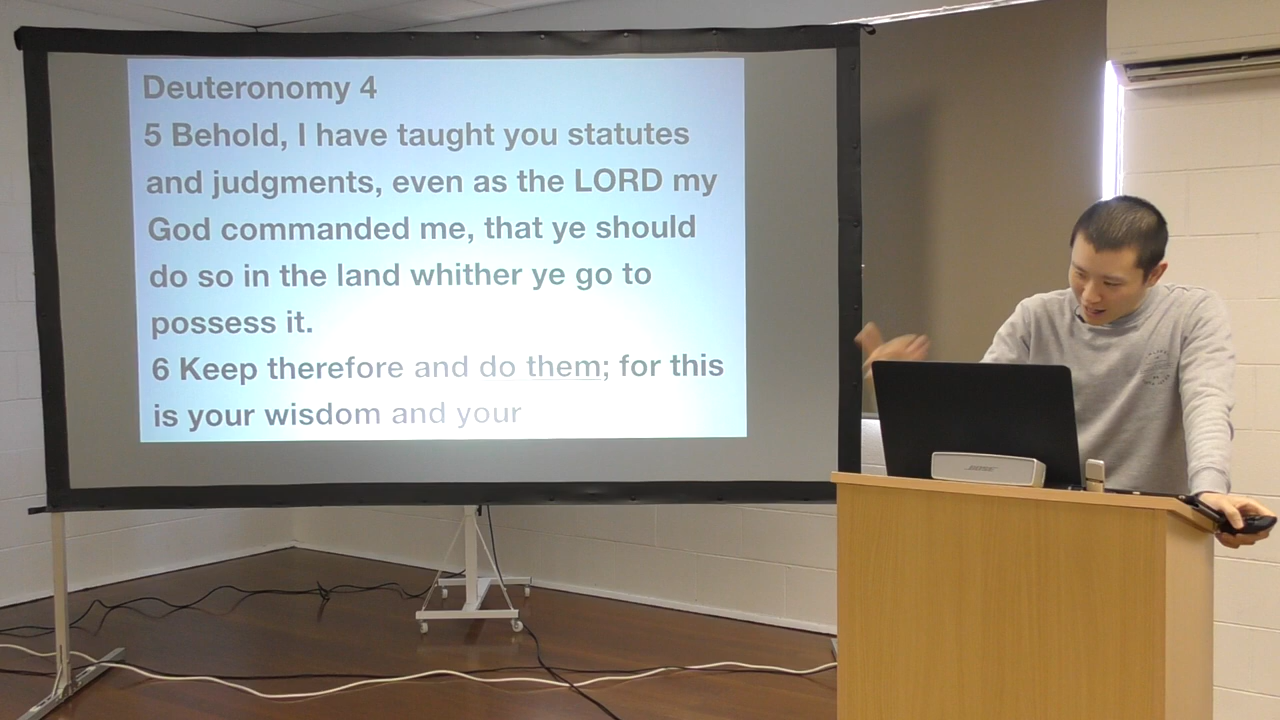 Deuteronomy 4
5 Behold, I have taught you statutes
and judgments, even as the LORD my
God commanded me, that ye should
do so in the land whither ye go to
possess it.
6 Keep therefore and do them; for this
is your wisdom and your